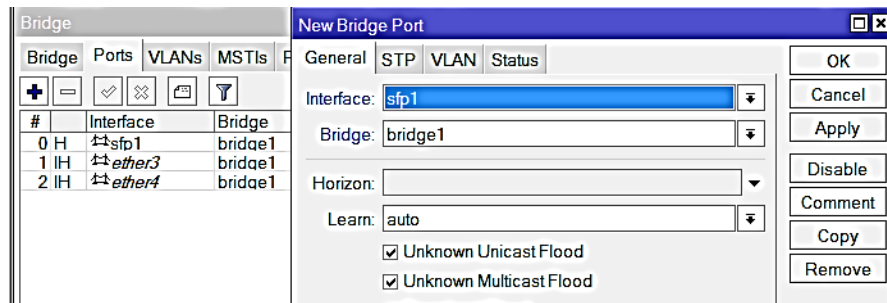 Bridge
Bridge Ports VLANs MSTIs
# Interface Bridge
0 H sfp1 bridge1
1 IH ether3 bridge1
2 IH ether4 bridge1
New Bridge Port
General STP VLAN Status
Interface: sfp1
Bridge: bridge1
Horizon:
Learn: auto
Unknown Unicast Flood
Unknown Multicast Flood
OK
Cancel
Apply
Disable
Comment
Copy
Remove